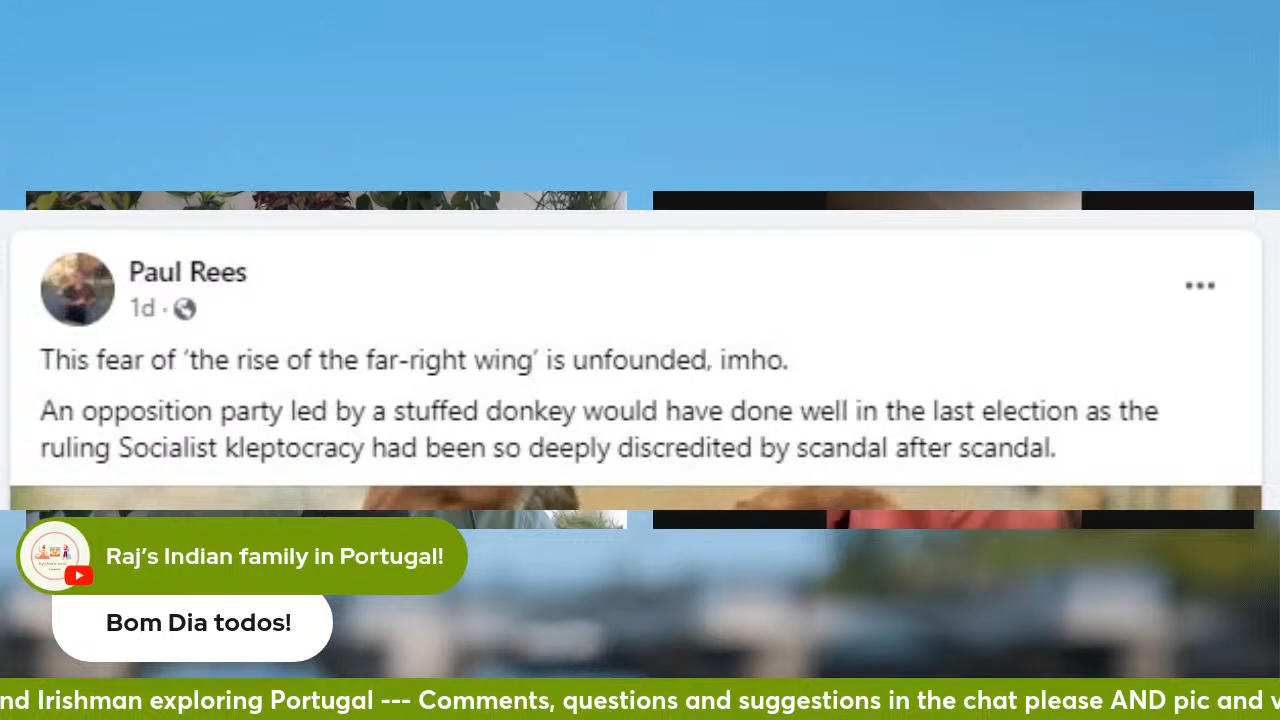 Paul Rees
1d ·
This fear of ‘the rise of the far-right wing’ is unfounded, imho.
An opposition party led by a stuffed donkey would have done well in the last election as the
ruling Socialist kleptocracy had been so deeply discredited by scandal after scandal.
Raj’s Indian family in Portugal!
Bom Dia todos!
Irishman exploring Portugal --- Comments, questions and suggestions in the chat please AND pic and